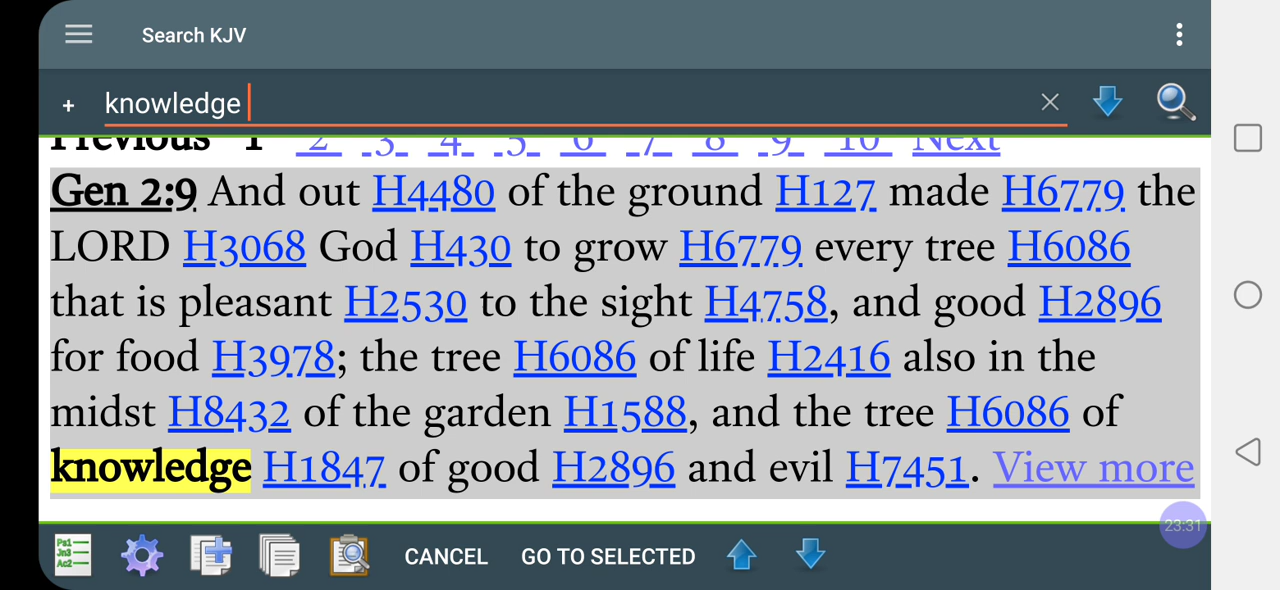 Search KJV
+ knowledge
Previous 1 2 3 4 5 6 7 8 9 10 Next
Gen 2:9 And out H4480 of the ground H127 made H6779 the
LORD H3068 God H430 to grow H6779 every tree H6086
that is pleasant H2530 to the sight H4758, and good H2896
for food H3978; the tree H6086 of life H2416 also in the
midst H8432 of the garden H1588, and the tree H6086 of
knowledge H1847 of good H2896 and evil H7451. View more
23:31
Ps1
Jn3
Ac2
CANCEL GO TO SELECTED